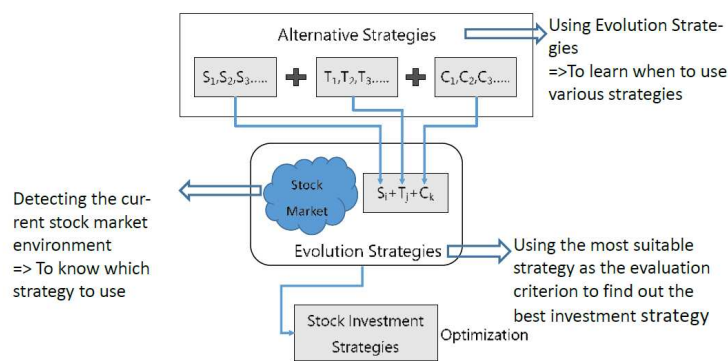 Alternative Strategies
S₁,S₂,S₃.....
T₁,T₂,T₃.....
C₁,C₂,C₃.....
Using Evolution Strate-
gies
=>To learn when to use
various strategies
Detecting the cur-
rent stock market
environment
=> To know which
strategy to use
Stock
Market
Sᵢ+Tⱼ+Cₖ
Evolution Strategies
Using the most suitable
strategy as the evaluation
criterion to find out the
best investment strategy
Stock Investment
Strategies
Optimization